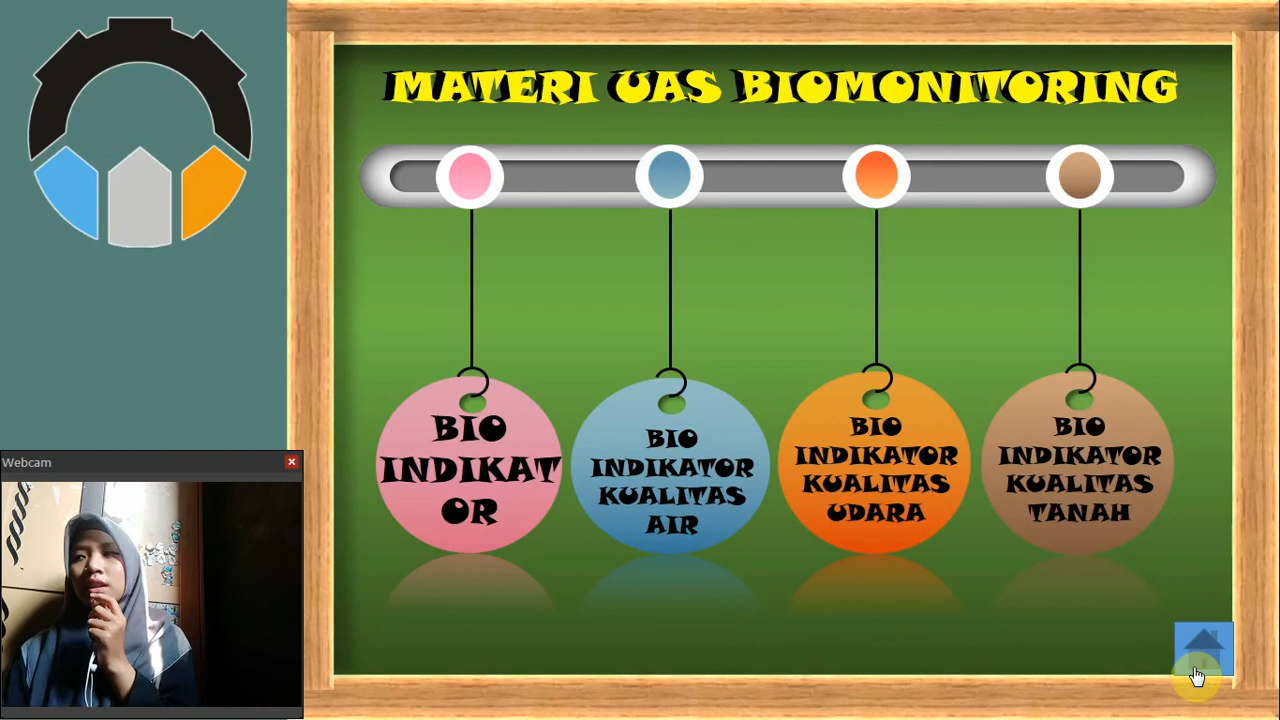 MATERI UAS BIOMONITORING
BIO
INDIKAT
OR
BIO
INDIKATOR
KUALITAS
AIR
BIO
INDIKATOR
KUALITAS
UDARA
BIO
INDIKATOR
KUALITAS
TANAH
Webcam